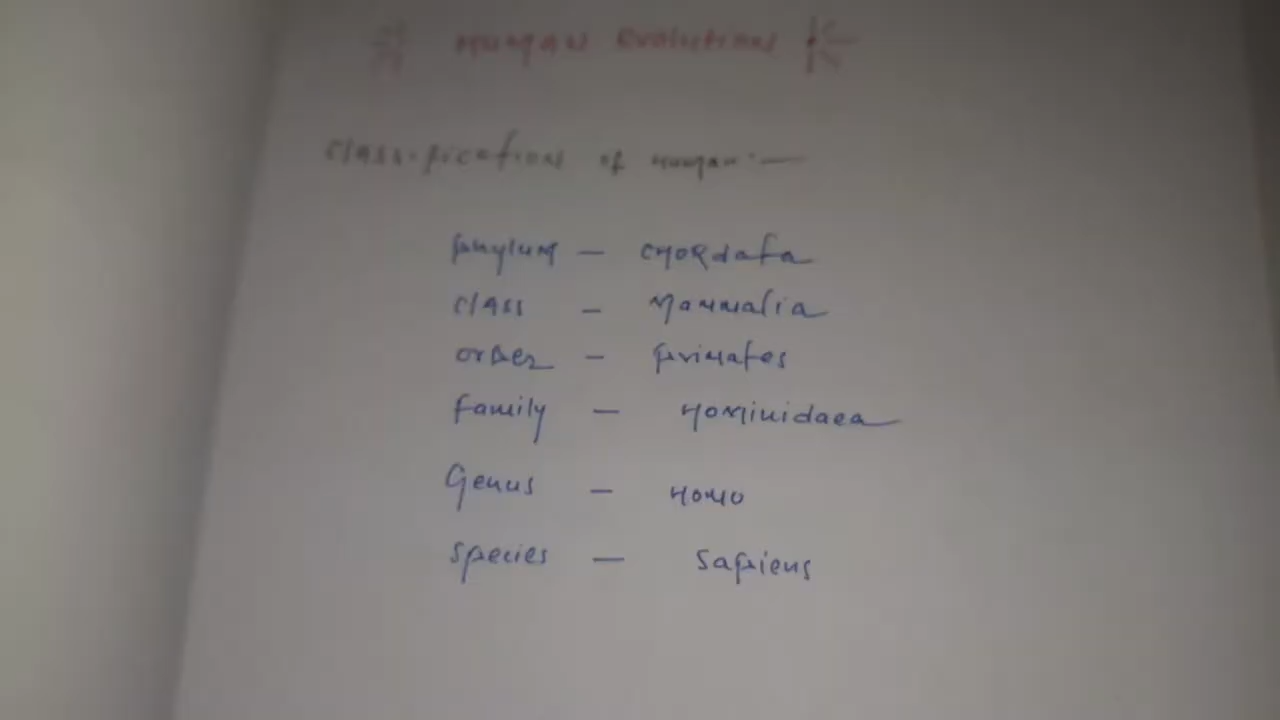 Human Evolution
Classification of Human :—
Phylum — Chordata
Class — Mammalia
Order — Primates
Family — Hominidaea
Genus — Homo
Species — Sapiens